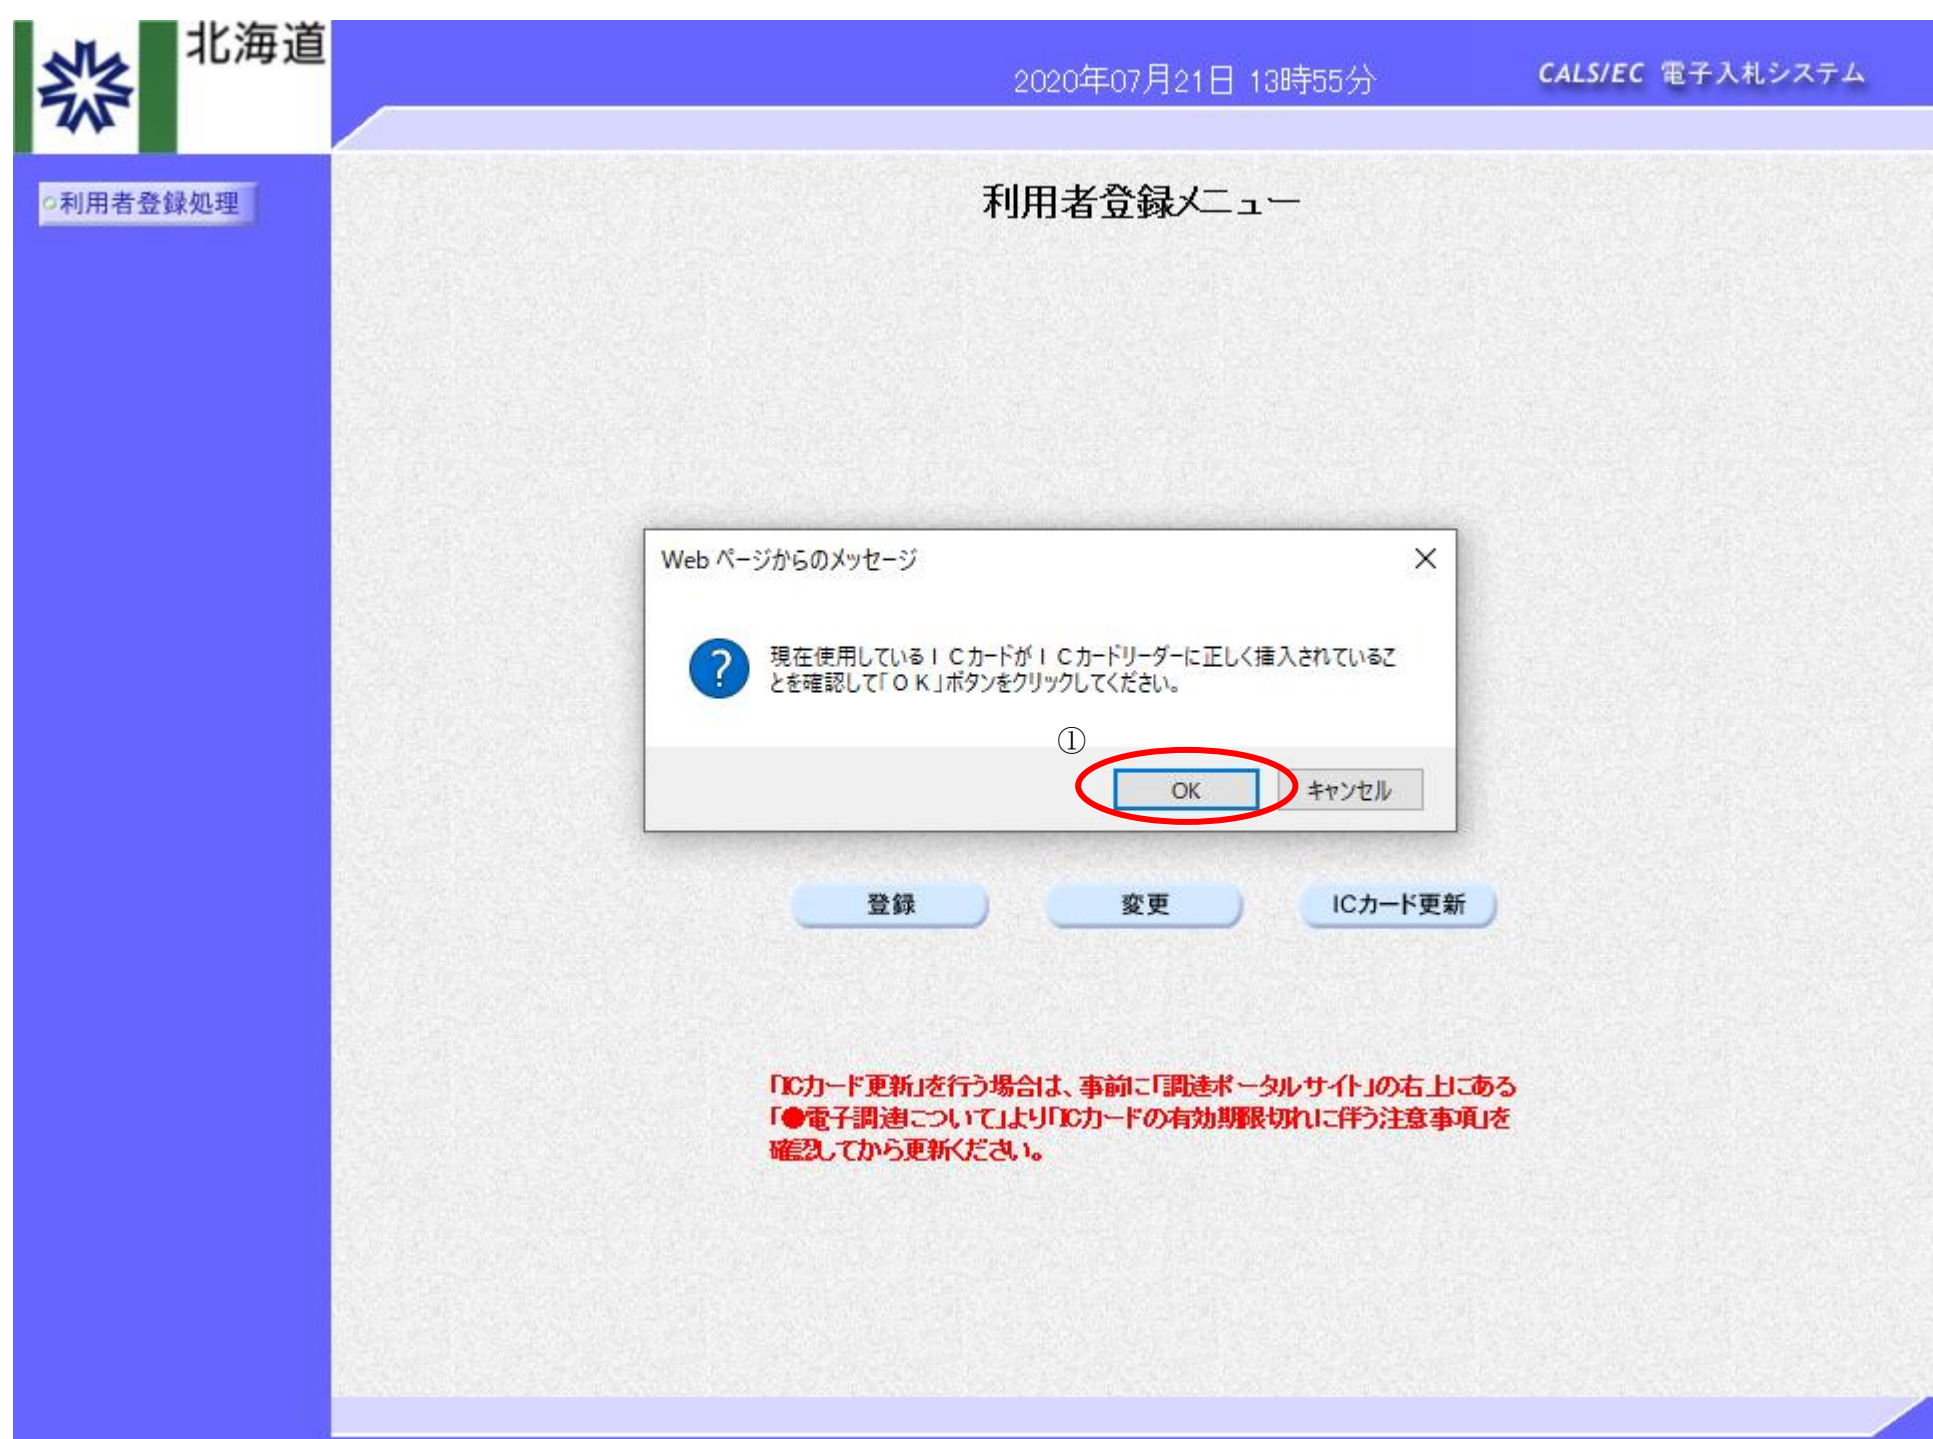 北海道
2020年07月21日 13時55分
CALS/EC 電子入札システム
○利用者登録処理
利用者登録メニュー
Web ページからのメッセージ
現在使用しているＩＣカードがＩＣカードリーダーに正しく挿入されているこ
とを確認して「ＯＫ」ボタンをクリックしてください。
①
OK
キャンセル
登録
変更
ICカード更新
「ICカード更新」を行う場合は、事前に「調達ポータルサイト」の右上にある
「●電子調達について」より「ICカードの有効期限切れに伴う注意事項」を
確認してから更新ください。